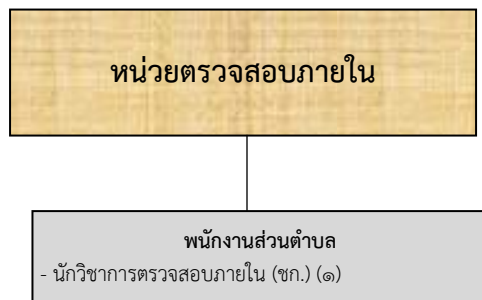 หน่วยตรวจสอบภายใน
พนักงานส่วนตำบล
- นักวิชาการตรวจสอบภายใน (ชก.) (๑)